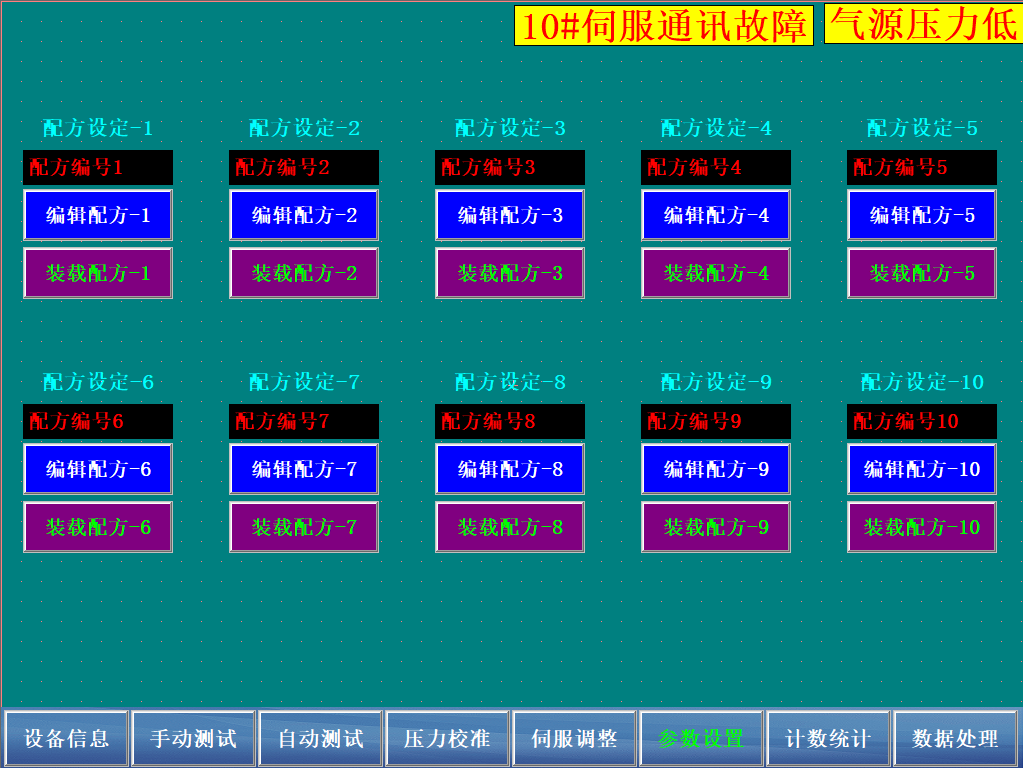 10#伺服通讯故障 气源压力低
配方设定-1 配方设定-2 配方设定-3 配方设定-4 配方设定-5
配方编号1 配方编号2 配方编号3 配方编号4 配方编号5
编辑配方-1 编辑配方-2 编辑配方-3 编辑配方-4 编辑配方-5
装载配方-1 装载配方-2 装载配方-3 装载配方-4 装载配方-5
配方设定-6 配方设定-7 配方设定-8 配方设定-9 配方设定-10
配方编号6 配方编号7 配方编号8 配方编号9 配方编号10
编辑配方-6 编辑配方-7 编辑配方-8 编辑配方-9 编辑配方-10
装载配方-6 装载配方-7 装载配方-8 装载配方-9 装载配方-10
设备信息 手动测试 自动测试 压力校准 伺服调整 参数设置 计数统计 数据处理